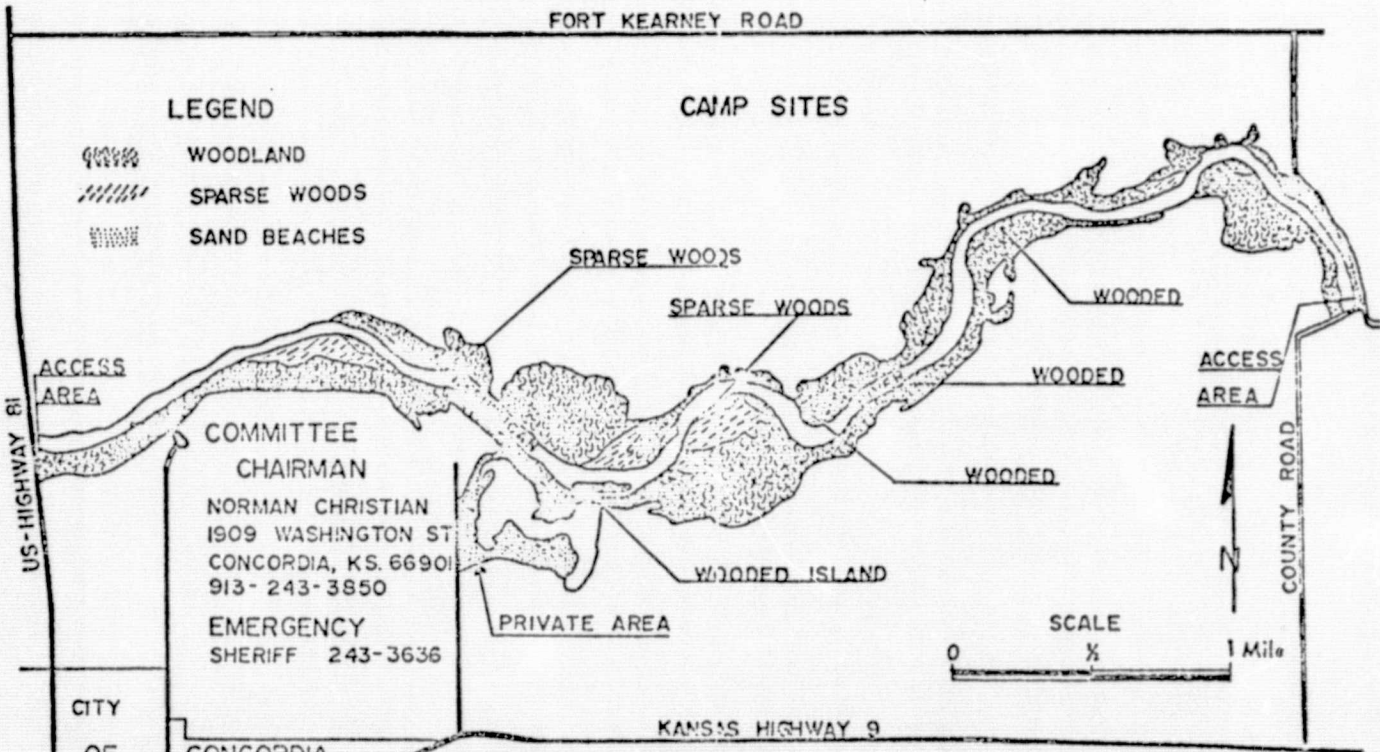 FORT KEARNEY ROAD
LEGEND
CAMP SITES
WOODLAND
SPARSE WOODS
SAND BEACHES
SPARSE WOODS
SPARSE WOODS
WOODED
ACCESS
AREA
WOODED
ACCESS
AREA
US-HIGHWAY 81
COMMITTEE
CHAIRMAN
NORMAN CHRISTIAN
1909 WASHINGTON ST
CONCORDIA, KS. 66901
913-243-3850
EMERGENCY
SHERIFF 243-3636
WOODED
COUNTY ROAD
N
WOODED ISLAND
PRIVATE AREA
SCALE
0 ½ 1 Mile
CITY
OF CONCORDIA
KANSAS HIGHWAY 9